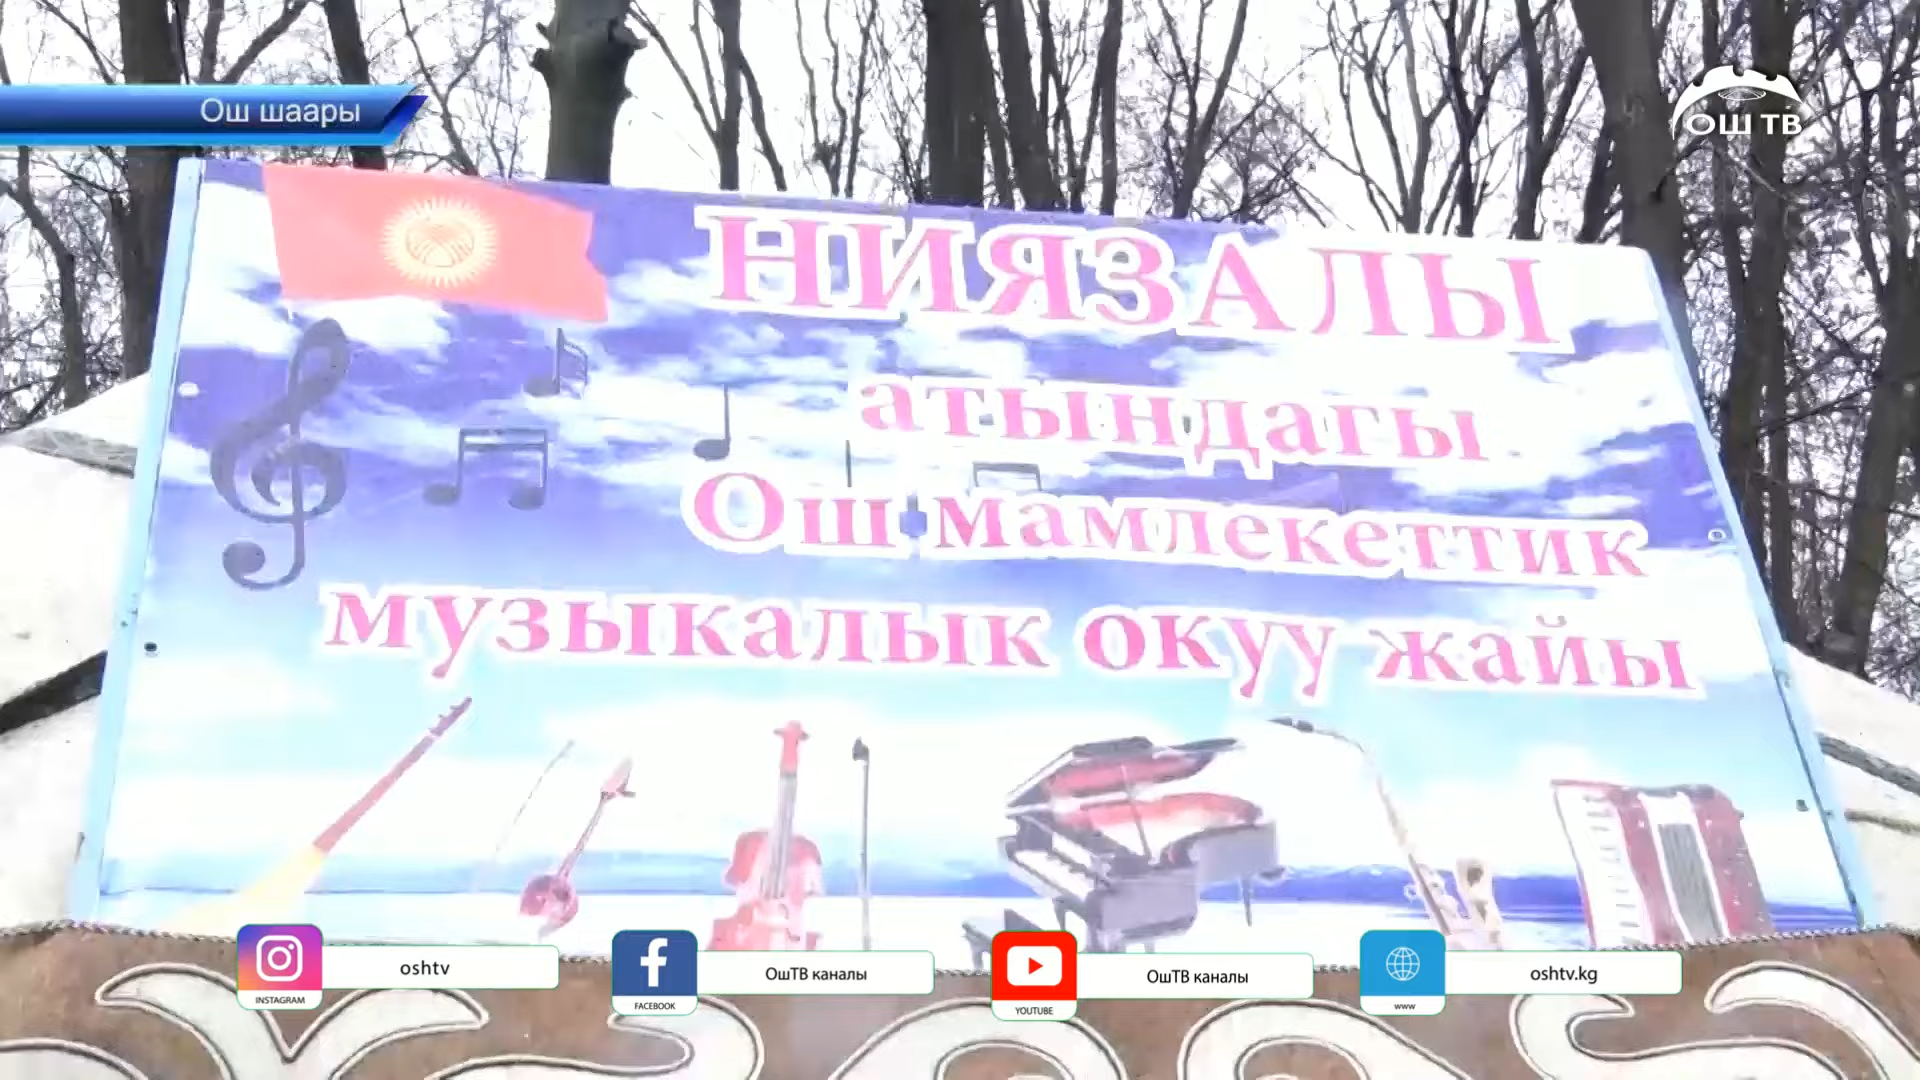 Ош шаары
ОШ ТВ
НИЯЗАЛЫ
атындагы
Ош мамлекеттик
музыкалык окуу жайы
oshtv
INSTAGRAM
ОшТВ каналы
FACEBOOK
ОшТВ каналы
YOUTUBE
oshtv.kg
www